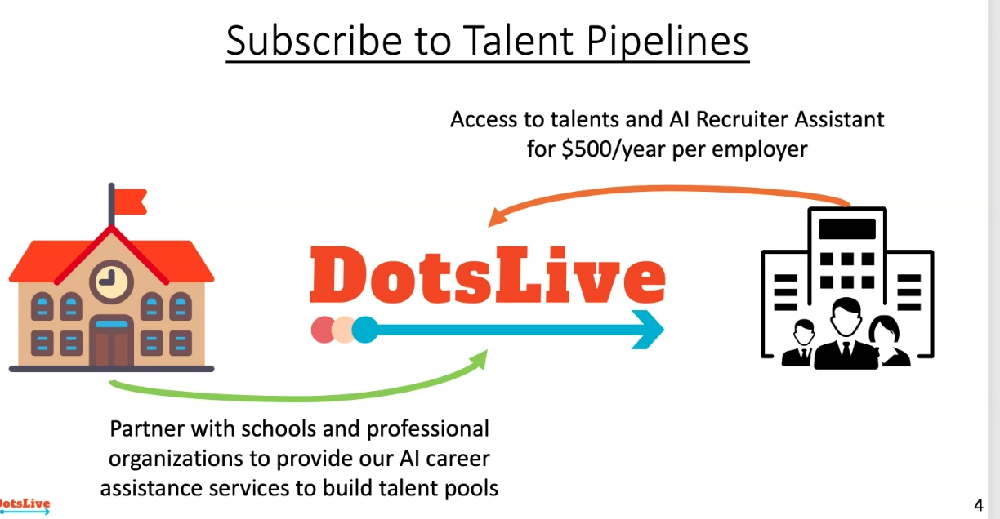 Subscribe to Talent Pipelines
Access to talents and AI Recruiter Assistant
for $500/year per employer
DotsLive
Partner with schools and professional
organizations to provide our AI career
assistance services to build talent pools
DotsLive
4